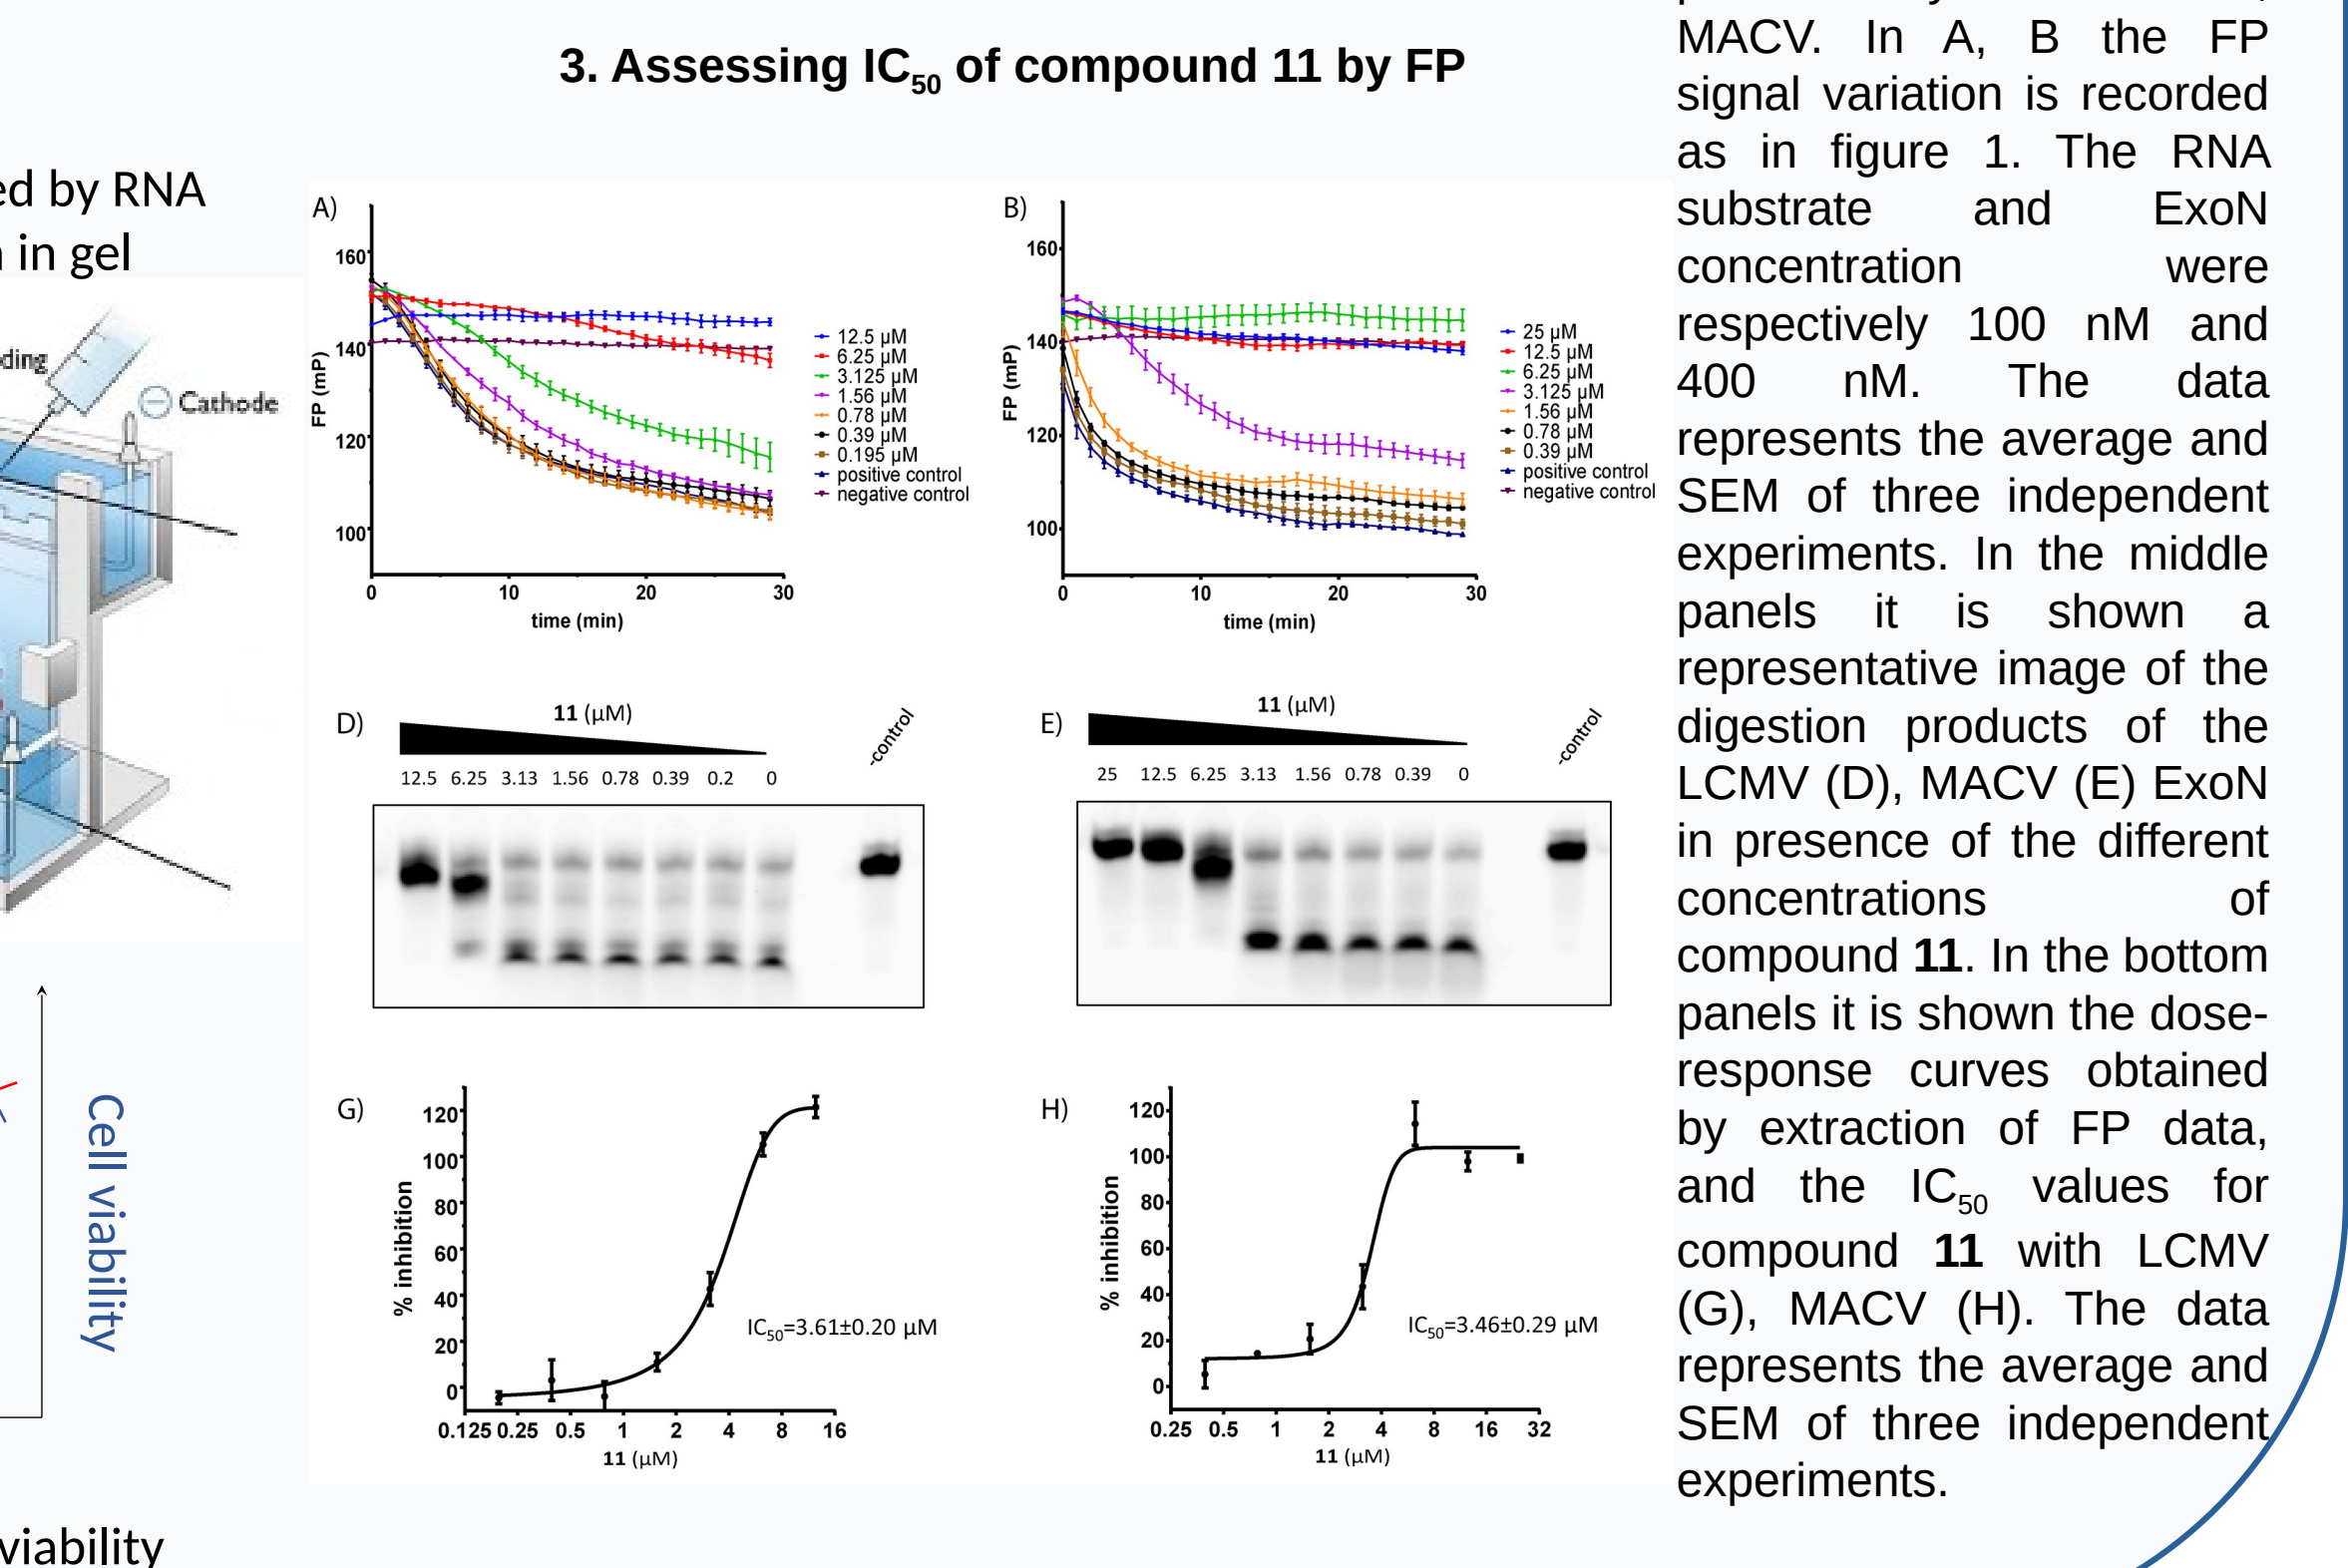 3. Assessing IC50 of compound 11 by FP
ed by RNA
in gel
ding
Cathode
Cell viability
viability
A)
160
140
120
100
FP (mP)
0 10 20 30
time (min)
12.5 µM
6.25 µM
3.125 µM
1.56 µM
0.78 µM
0.39 µM
0.195 µM
positive control
negative control
B)
160
140
120
100
FP (mP)
0 10 20 30
time (min)
25 µM
12.5 µM
6.25 µM
3.125 µM
1.56 µM
0.78 µM
0.39 µM
positive control
negative control
D)
11 (µM)
-control
12.5 6.25 3.13 1.56 0.78 0.39 0.2 0
E)
11 (µM)
-control
25 12.5 6.25 3.13 1.56 0.78 0.39 0
G)
120
100
80
60
40
20
0
% inhibition
IC50=3.61±0.20 µM
0.125 0.25 0.5 1 2 4 8 16
11 (µM)
H)
120
100
80
60
40
20
0
% inhibition
IC50=3.46±0.29 µM
0.25 0.5 1 2 4 8 16 32
11 (µM)
MACV. In A, B the FP
signal variation is recorded
as in figure 1. The RNA
substrate and ExoN
concentration were
respectively 100 nM and
400 nM. The data
represents the average and
SEM of three independent
experiments. In the middle
panels it is shown a
representative image of the
digestion products of the
LCMV (D), MACV (E) ExoN
in presence of the different
concentrations of
compound 11. In the bottom
panels it is shown the dose-
response curves obtained
by extraction of FP data,
and the IC50 values for
compound 11 with LCMV
(G), MACV (H). The data
represents the average and
SEM of three independent
experiments.